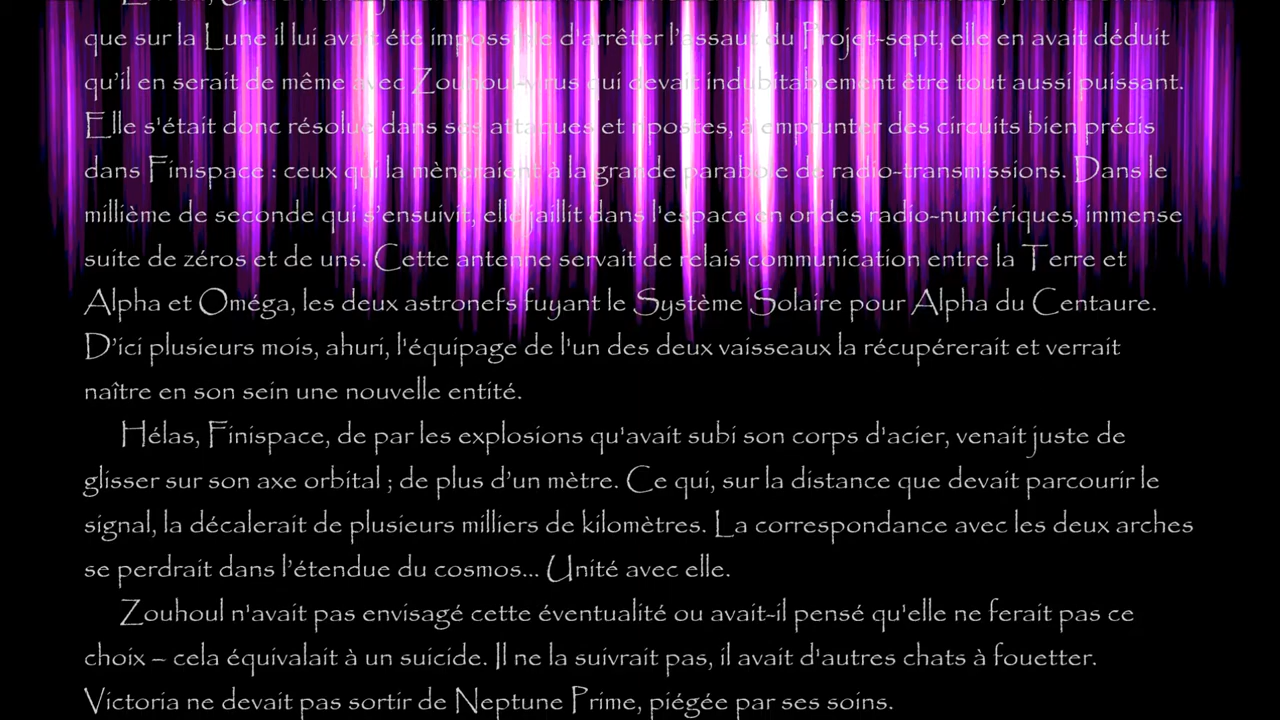 que sur la Lune il lui avait été impossible d'arrêter l'assaut du Projet-sept, elle en avait déduit
qu'il en serait de même avec Zouhoul-virus qui devait indubitablement être tout aussi puissant.
Elle s'était donc résolue dans ses attaques et ripostes, à emprunter des circuits bien précis
dans Finispace : ceux qui la mèneraient à la grande parabole de radio-transmissions. Dans le
millième de seconde qui s'ensuivit, elle jaillit dans l'espace en ondes radio-numériques, immense
suite de zéros et de uns. Cette antenne servait de relais communication entre la Terre et
Alpha et Oméga, les deux astronefs fuyant le Système Solaire pour Alpha du Centaure.
D'ici plusieurs mois, ahuri, l'équipage de l'un des deux vaisseaux la récupérerait et verrait
naître en son sein une nouvelle entité.
Hélas, Finispace, de par les explosions qu'avait subi son corps d'acier, venait juste de
glisser sur son axe orbital ; de plus d'un mètre. Ce qui, sur la distance que devait parcourir le
signal, la décalerait de plusieurs milliers de kilomètres. La correspondance avec les deux arches
se perdrait dans l'étendue du cosmos... Unité avec elle.
Zouhoul n'avait pas envisagé cette éventualité ou avait-il pensé qu'elle ne ferait pas ce
choix – cela équivalait à un suicide. Il ne la suivrait pas, il avait d'autres chats à fouetter.
Victoria ne devait pas sortir de Neptune Prime, piégée par ses soins.